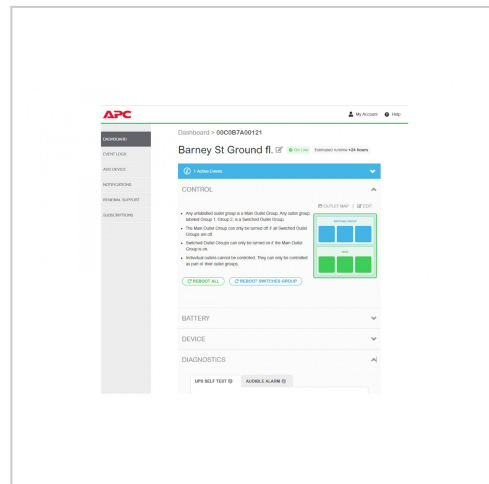 APC
My Account
Help
DASHBOARD
EVENT LOGS
ADD DEVICE
NOTIFICATIONS
RENEWAL SUPPORT
SUBSCRIPTIONS
Dashboard > 00C0B7A00121
Barney St Ground fl.
On Line
Estimated runtime +24 hours
1 Active Events
CONTROL
OUTLET MAP | EDIT
Any unlabelled outlet group is a Main Outlet Group. Any outlet group
labeled Group 1, Group 2, is a Switched Outlet Group.
The Main Outlet Group can only be turned off if all Switched Outlet
Groups are off.
Switched Outlet Groups can only be turned on if the Main Outlet
Group is on.
Individual outlets cannot be controlled. They can only be controlled
as part of their outlet groups.
REBOOT ALL
REBOOT SWITCHED GROUP
BATTERY
DEVICE
DIAGNOSTICS
UPS SELF TEST
AUDIBLE ALARM